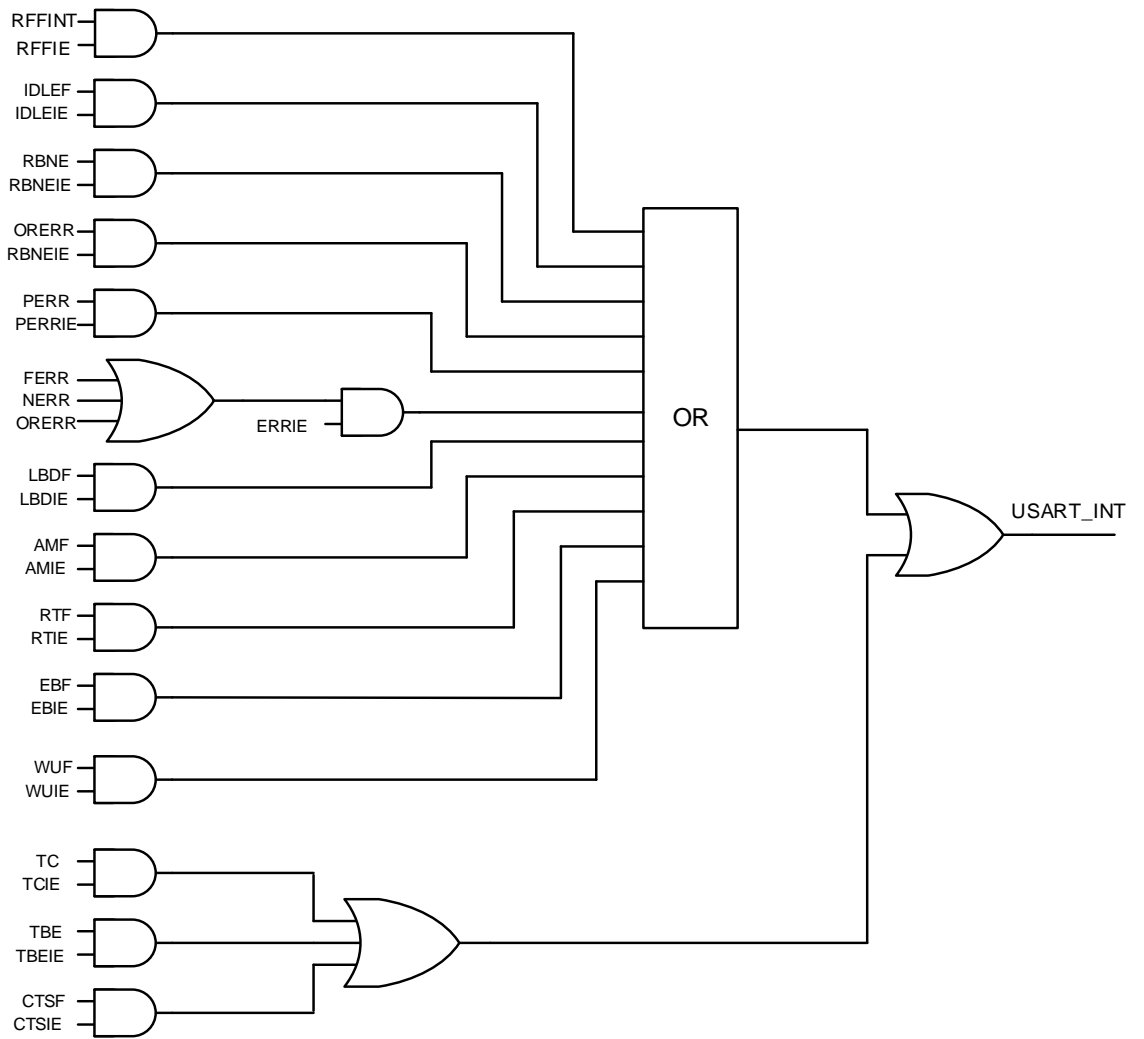 RFFINT
RFFIE
IDLEF
IDLEIE
RBNE
RBNEIE
ORERR
RBNEIE
PERR
PERRIE
FERR
NERR
ORERR
ERRIE
OR
LBDF
LBDIE
AMF
AMIE
RTF
RTIE
EBF
EBIE
WUF
WUIE
USART_INT
TC
TCIE
TBE
TBEIE
CTSF
CTSIE